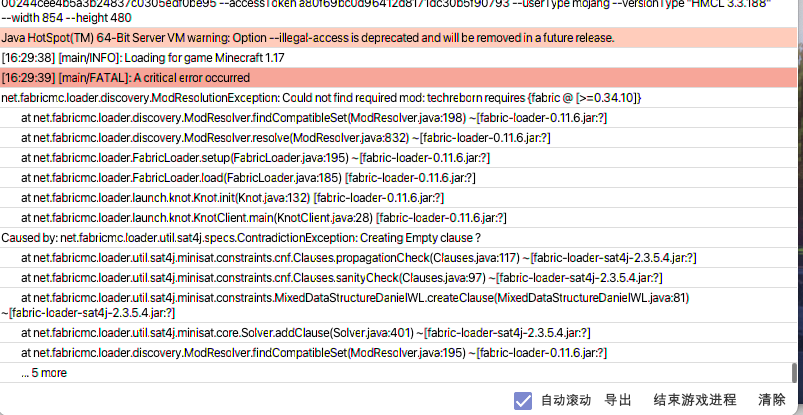 00244cee4b5a3b24837c0305edf0be95 --accessToken a80f69bc0d96412d8171dc30b5f90793 --userType mojang --versionType "HMCL 3.3.188"
--width 854 --height 480
Java HotSpot(TM) 64-Bit Server VM warning: Option --illegal-access is deprecated and will be removed in a future release.
[16:29:38] [main/INFO]: Loading for game Minecraft 1.17
[16:29:39] [main/FATAL]: A critical error occurred
net.fabricmc.loader.discovery.ModResolutionException: Could not find required mod: techreborn requires {fabric @ [>=0.34.10]}
at net.fabricmc.loader.discovery.ModResolver.findCompatibleSet(ModResolver.java:198) ~[fabric-loader-0.11.6.jar:?]
at net.fabricmc.loader.discovery.ModResolver.resolve(ModResolver.java:832) ~[fabric-loader-0.11.6.jar:?]
at net.fabricmc.loader.FabricLoader.setup(FabricLoader.java:195) ~[fabric-loader-0.11.6.jar:?]
at net.fabricmc.loader.FabricLoader.load(FabricLoader.java:185) [fabric-loader-0.11.6.jar:?]
at net.fabricmc.loader.launch.knot.Knot.init(Knot.java:132) [fabric-loader-0.11.6.jar:?]
at net.fabricmc.loader.launch.knot.KnotClient.main(KnotClient.java:28) [fabric-loader-0.11.6.jar:?]
Caused by: net.fabricmc.loader.util.sat4j.specs.ContradictionException: Creating Empty clause ?
at net.fabricmc.loader.util.sat4j.minisat.constraints.cnf.Clauses.propagationCheck(Clauses.java:117) ~[fabric-loader-sat4j-2.3.5.4.jar:?]
at net.fabricmc.loader.util.sat4j.minisat.constraints.cnf.Clauses.sanityCheck(Clauses.java:97) ~[fabric-loader-sat4j-2.3.5.4.jar:?]
at net.fabricmc.loader.util.sat4j.minisat.constraints.MixedDataStructureDanielWL.createClause(MixedDataStructureDanielWL.java:81)
~[fabric-loader-sat4j-2.3.5.4.jar:?]
at net.fabricmc.loader.util.sat4j.minisat.core.Solver.addClause(Solver.java:401) ~[fabric-loader-sat4j-2.3.5.4.jar:?]
at net.fabricmc.loader.discovery.ModResolver.findCompatibleSet(ModResolver.java:195) ~[fabric-loader-0.11.6.jar:?]
... 5 more
自动滚动 导出 结束游戏进程 清除